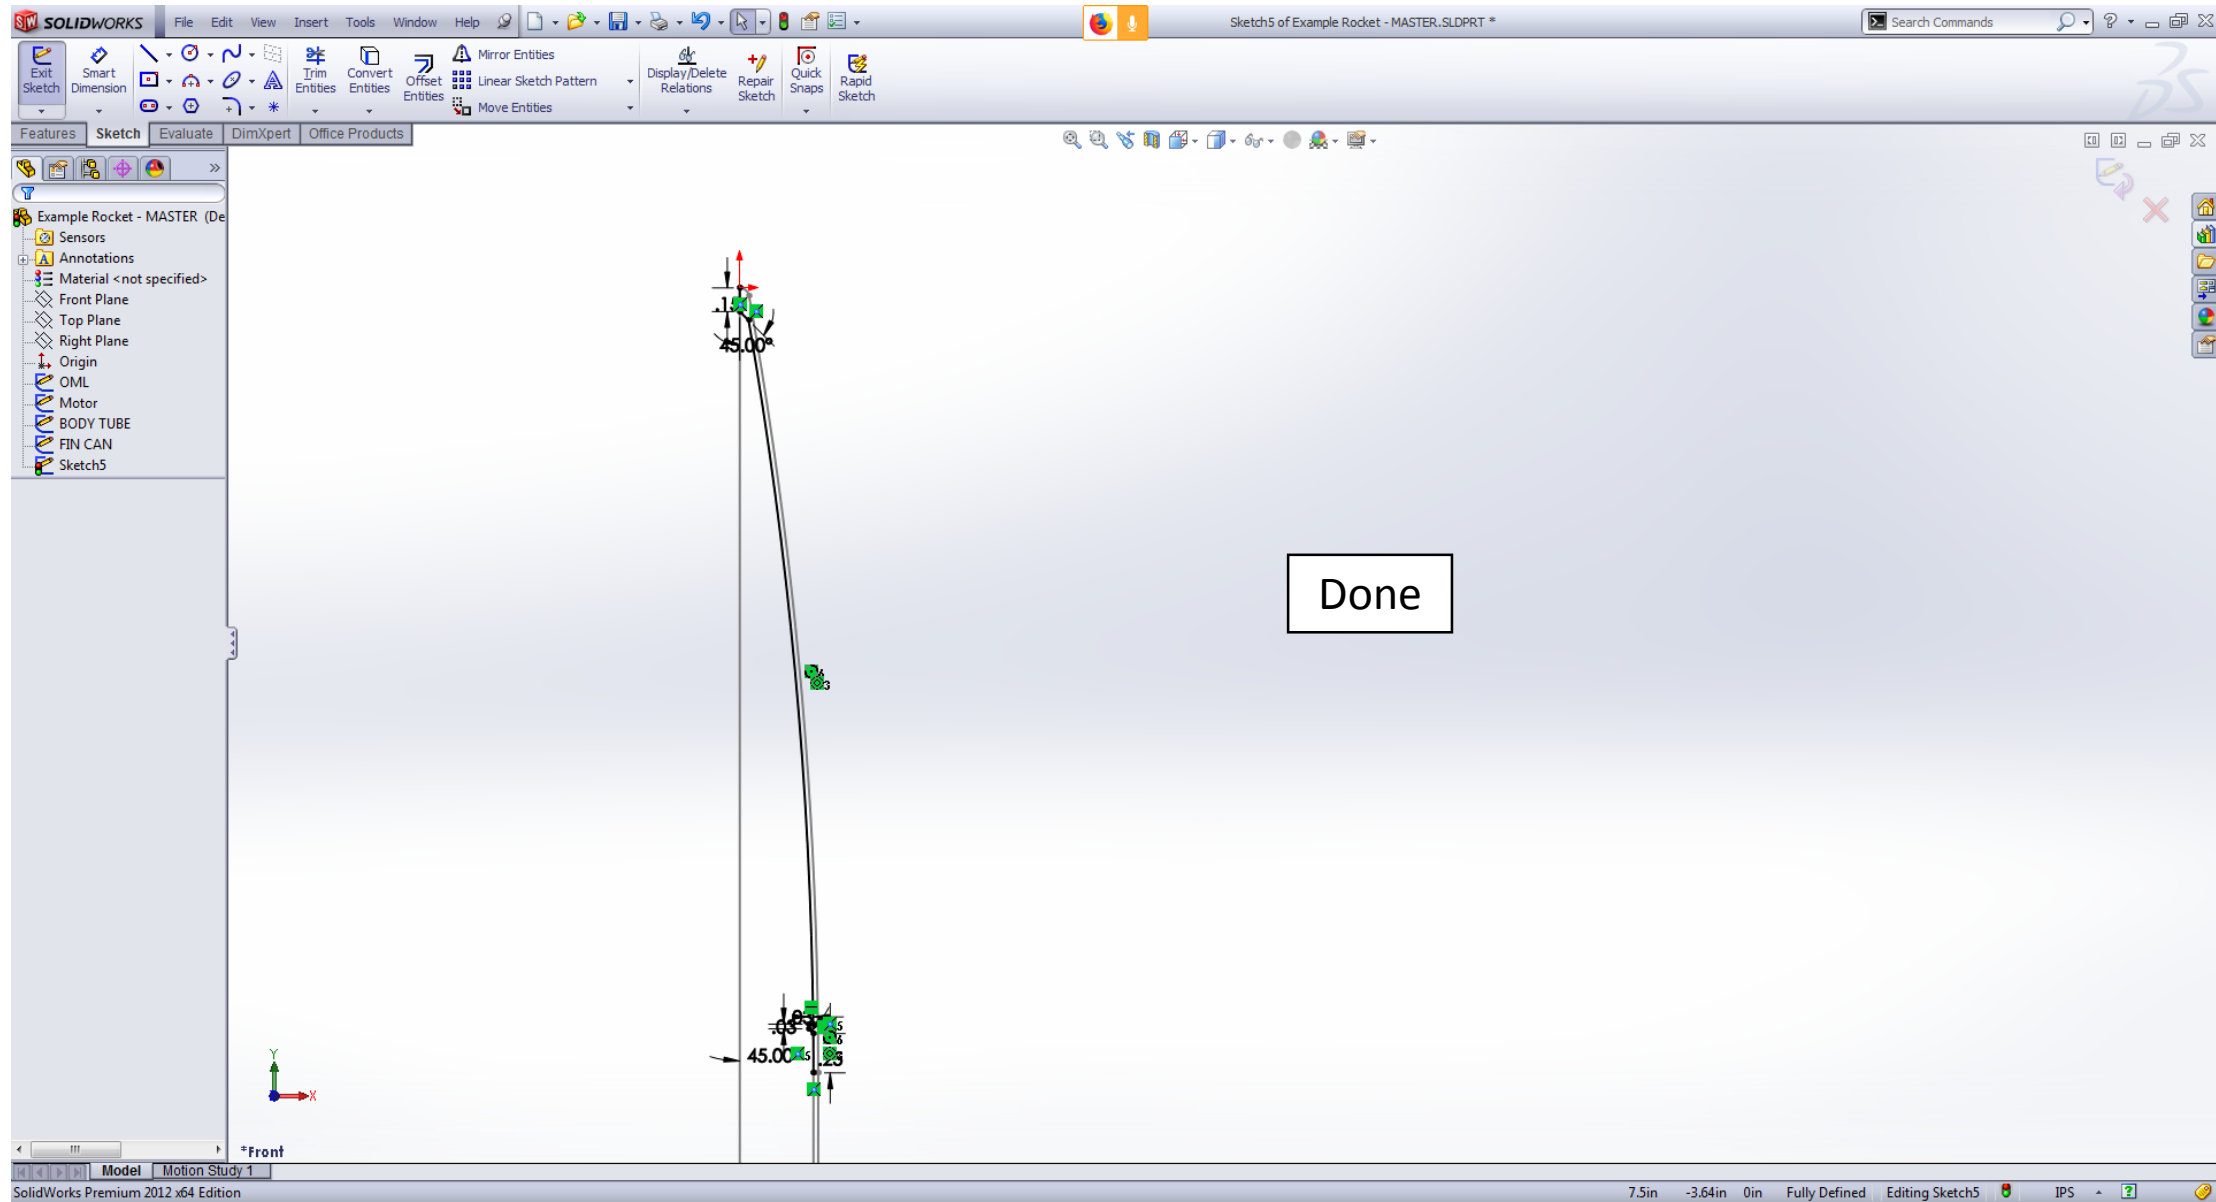 SOLIDWORKS File Edit View Insert Tools Window Help
Sketch5 of Example Rocket - MASTER.SLDPRT *
Search Commands
Exit Sketch
Smart Dimension
Trim Entities
Convert Entities
Offset Entities
Mirror Entities
Linear Sketch Pattern
Move Entities
Display/Delete Relations
Repair Sketch
Quick Snaps
Rapid Sketch
Features Sketch Evaluate DimXpert Office Products
Example Rocket - MASTER (De
Sensors
Annotations
Material <not specified>
Front Plane
Top Plane
Right Plane
Origin
OML
Motor
BODY TUBE
FIN CAN
Sketch5
45.00°
Done
.03
45.00
.25
Y
X
*Front
Model Motion Study 1
SolidWorks Premium 2012 x64 Edition
7.5in -3.64in 0in Fully Defined Editing Sketch5 IPS